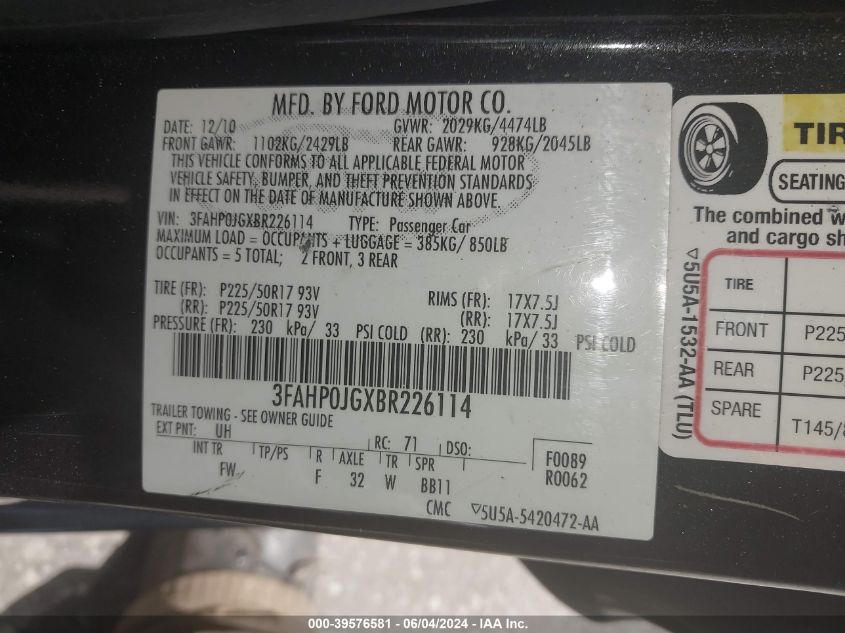 MFD. BY FORD MOTOR CO.
DATE: 12/10 GVWR: 2029KG/4474LB
FRONT GAWR: 1102KG/2429LB REAR GAWR: 928KG/2045LB
THIS VEHICLE CONFORMS TO ALL APPLICABLE FEDERAL MOTOR
VEHICLE SAFETY, BUMPER, AND THEFT PREVENTION STANDARDS
IN EFFECT ON THE DATE OF MANUFACTURE SHOWN ABOVE.
VIN: 3FAHP0JGXBR226114 TYPE: Passenger Car
MAXIMUM LOAD = OCCUPANTS + LUGGAGE = 385KG/ 850LB
OCCUPANTS = 5 TOTAL; 2 FRONT, 3 REAR
TIRE (FR): P225/50R17 93V RIMS (FR): 17X7.5J
(RR): P225/50R17 93V (RR): 17X7.5J
PRESSURE (FR): 230 kPa/ 33 PSI COLD (RR): 230 kPa/ 33 PSI COLD
3FAHP0JGXBR226114
TRAILER TOWING - SEE OWNER GUIDE
EXT PNT: UH RC: 71 DSO:
INT TR TP/PS R AXLE TR SPR F0089
FW F 32 W BB11 R0062
CMC ▽5U5A-5420472-AA
TIR
SEATING
The combined w
and cargo sh
▽5U5A-1532-AA (TLU)
TIRE
FRONT P225
REAR P225
SPARE T145/8
000-39576581 - 06/04/2024 - IAA Inc.